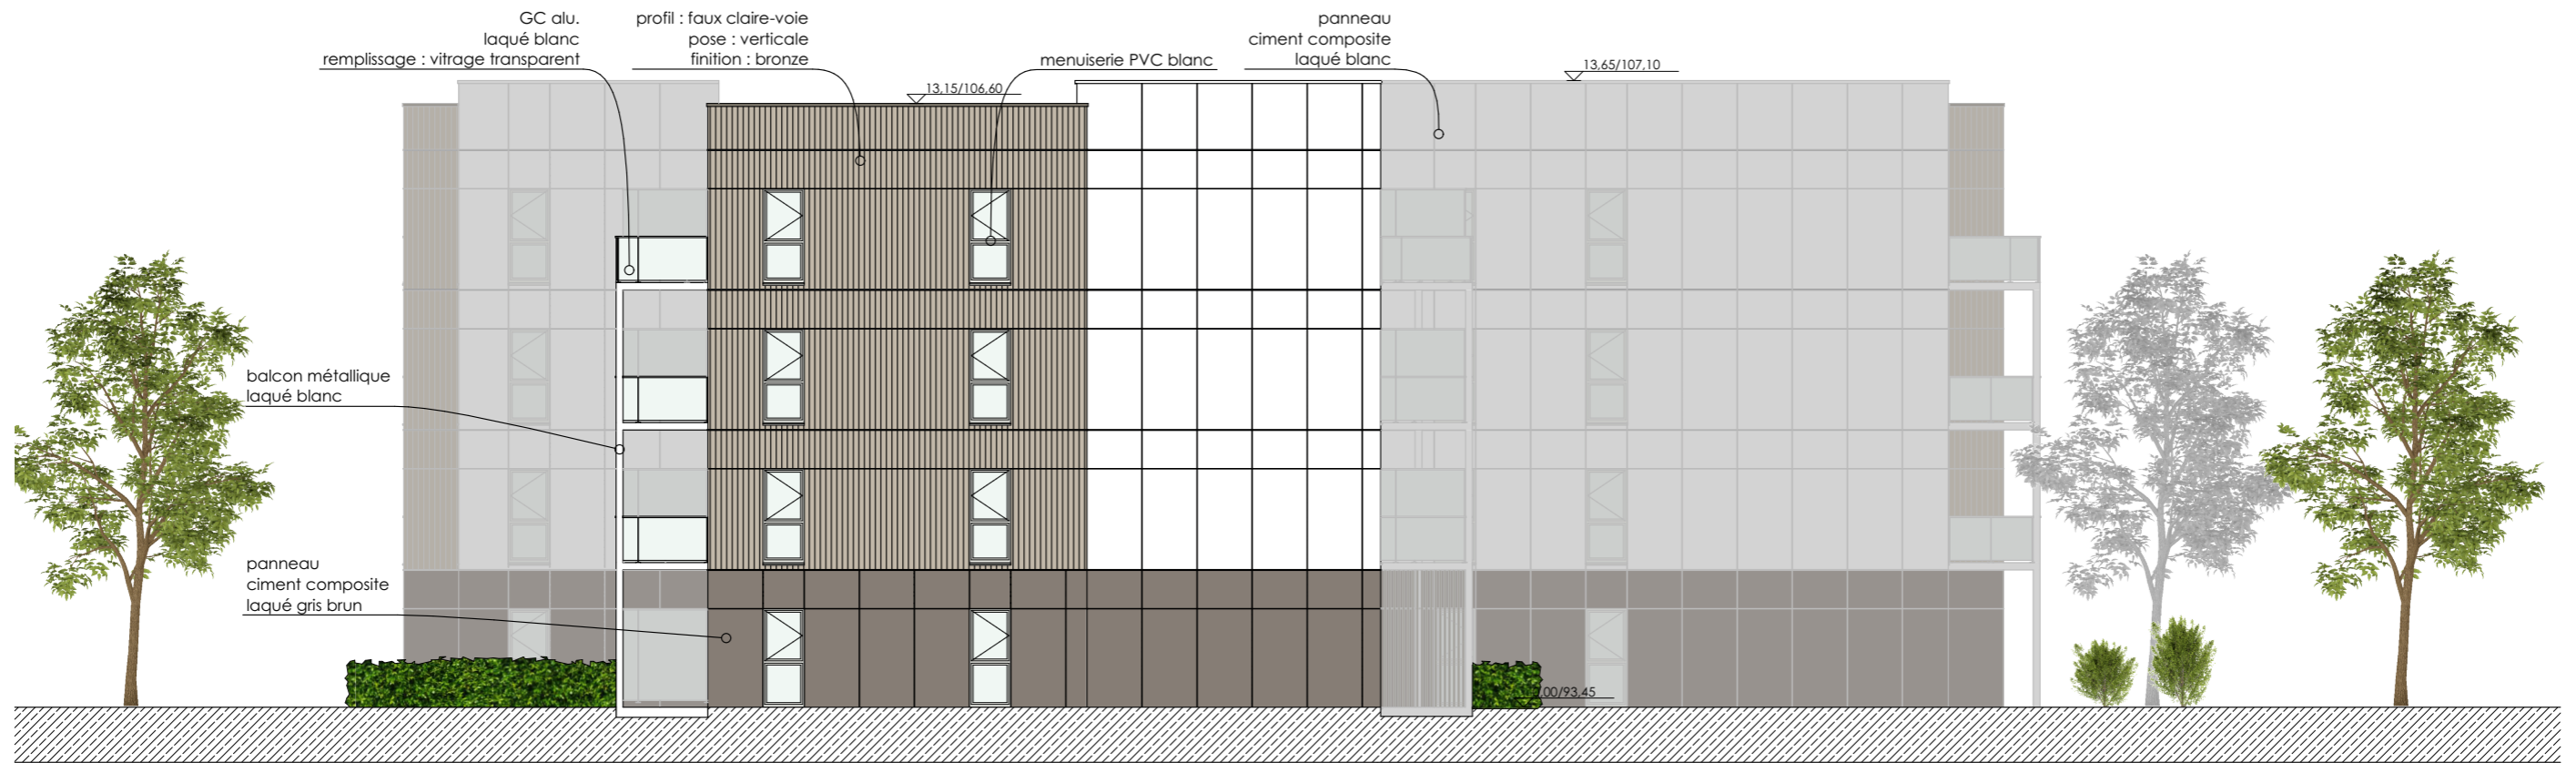 GC alu.
laqué blanc
remplissage : vitrage transparent
profil : faux claire-voie
pose : verticale
finition : bronze
menuiserie PVC blanc
panneau
ciment composite
laqué blanc
13,15/106,60
13,65/107,10
balcon métallique
laqué blanc
panneau
ciment composite
laqué gris brun
,00/93,45